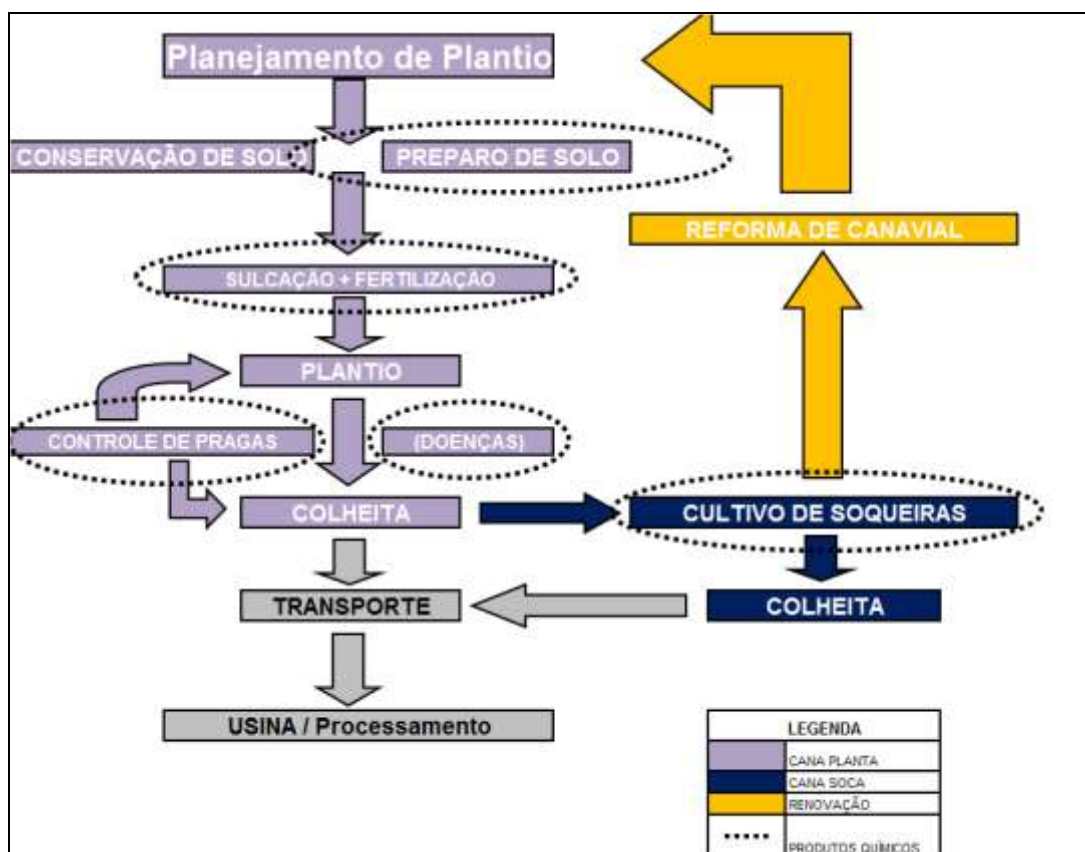 Planejamento de Plantio
CONSERVAÇÃO DE SOLO
PREPARO DE SOLO
REFORMA DE CANAVIAL
SULCAÇÃO + FERTILIZAÇÃO
PLANTIO
CONTROLE DE PRAGAS
(DOENÇAS)
COLHEITA
CULTIVO DE SOQUEIRAS
TRANSPORTE
COLHEITA
USINA / Processamento
LEGENDA
CANA PLANTA
CANA SOCA
RENOVAÇÃO
PRODUTOS QUÍMICOS